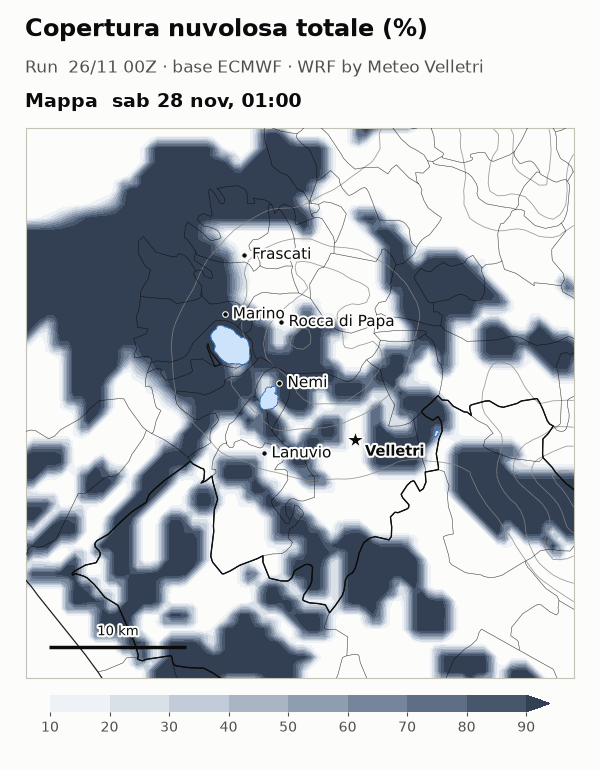 Copertura nuvolosa totale (%)
Run  26/11 00Z · base ECMWF · WRF by Meteo Velletri
Mappa  sab 28 nov, 01:00
Frascati
Marino
Rocca di Papa
Nemi
Velletri
Lanuvio
10 km
10 20 30 40 50 60 70 80 90